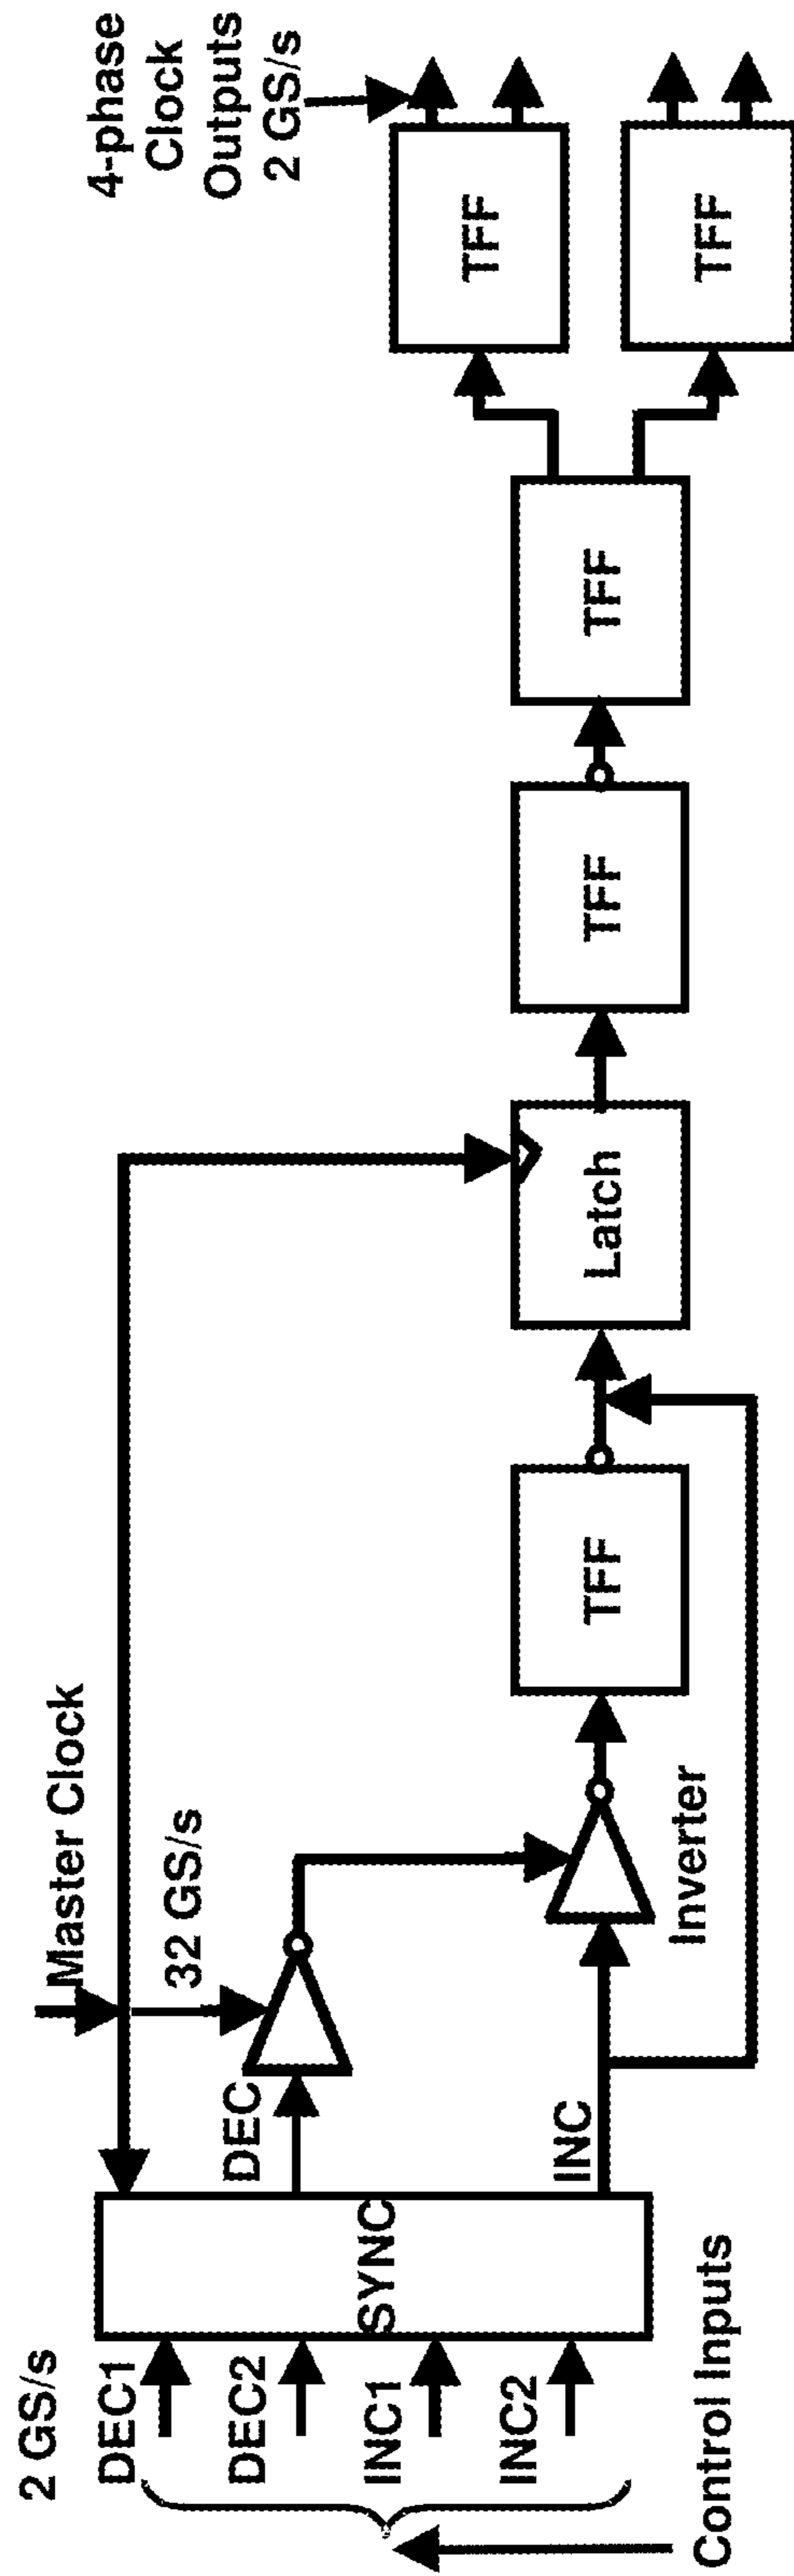 2 GS/s
DEC1
DEC2
INC1
INC2
Control Inputs
SYNC
DEC
INC
Master Clock
32 GS/s
Inverter
TFF
Latch
TFF
TFF
TFF
TFF
4-phase
Clock
Outputs
2 GS/s